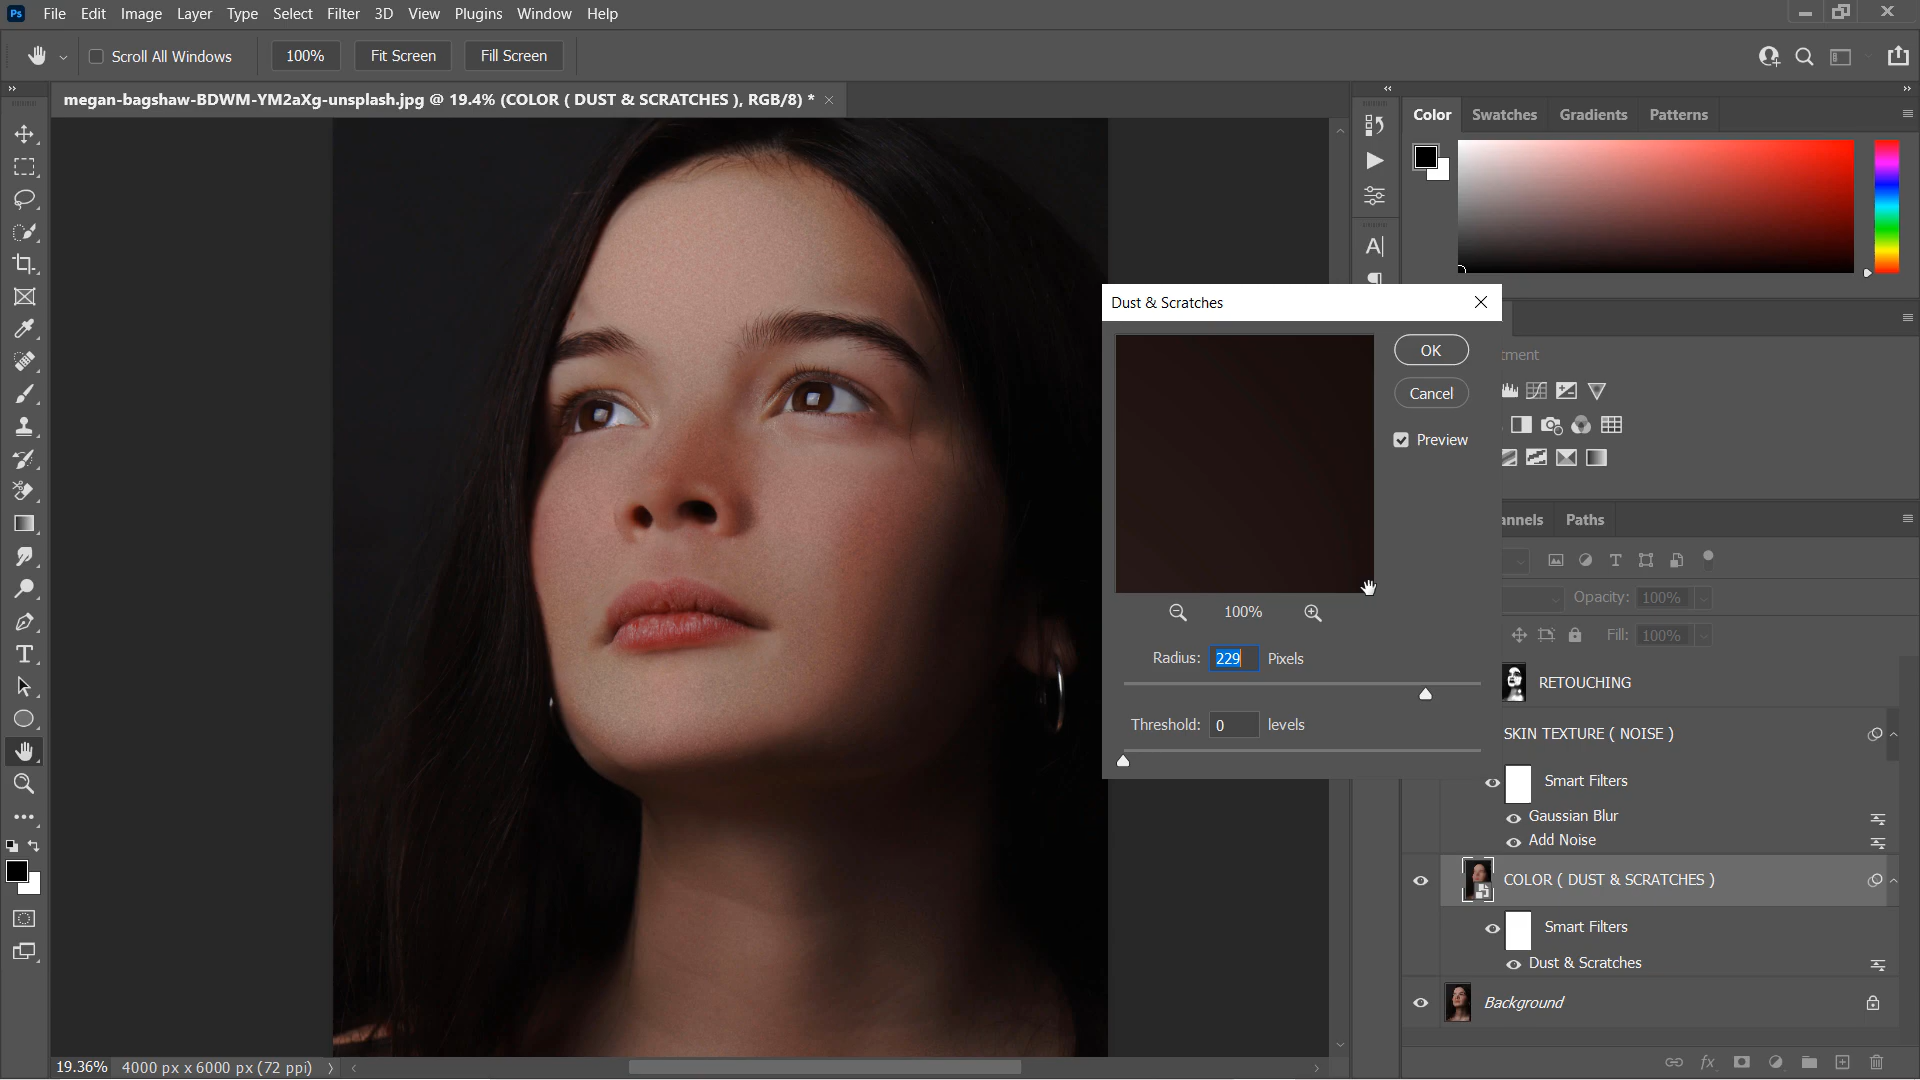 Ps File Edit Image Layer Type Select Filter 3D View Plugins Window Help
Scroll All Windows 100% Fit Screen Fill Screen
megan-bagshaw-BDWM-YM2aXg-unsplash.jpg @ 19.4% (COLOR ( DUST & SCRATCHES ), RGB/8) *
Color Swatches Gradients Patterns
Dust & Scratches
OK
Cancel
Preview
100%
Radius: 229 Pixels
Threshold: 0 levels
tment
annels Paths
Opacity: 100%
Fill: 100%
RETOUCHING
SKIN TEXTURE ( NOISE )
Smart Filters
Gaussian Blur
Add Noise
COLOR ( DUST & SCRATCHES )
Smart Filters
Dust & Scratches
Background
19.36% 4000 px x 6000 px (72 ppi)